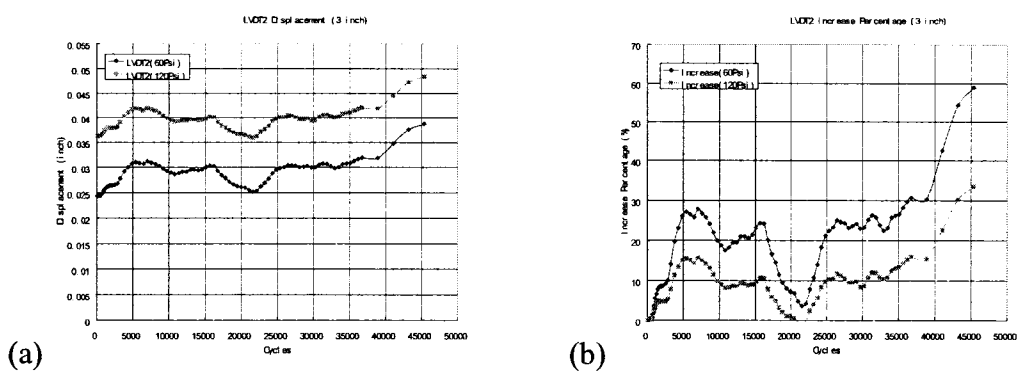 LVDT2 Displacement (3 inch)
0.055
0.05
0.045
0.04
0.035
0.03
0.025
0.02
0.015
0.01
0.005
0
Displacement (inch)
LVDT2(60Psi)
LVDT2(120Psi)
0 5000 10000 15000 20000 25000 30000 35000 40000 45000 50000
Cycles
(a)
LVDT2 Increase Percentage (3 inch)
70
60
50
40
30
20
10
0
Increase Percentage (%)
Increase(60Psi)
Increase(120Psi)
0 5000 10000 15000 20000 25000 30000 35000 40000 45000 50000
Cycles
(b)